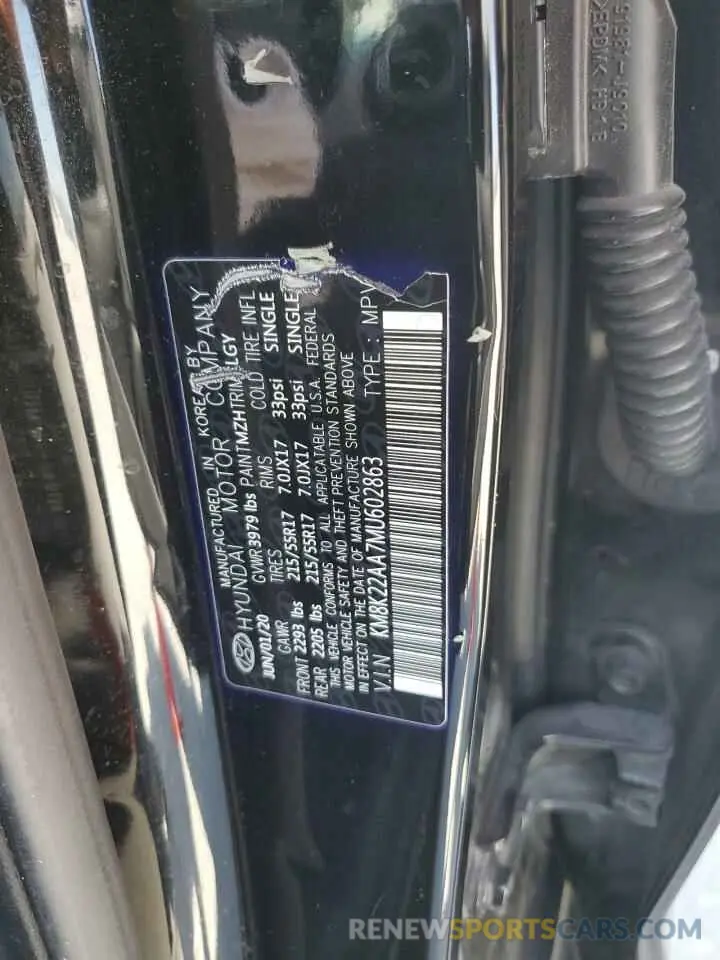 MANUFACTURED IN KOREA BY
HYUNDAI MOTOR COMPANY
JUN/01/20 GVWR 3979 lbs PAINT MZH TRIM LGY
GAWR TIRES RIMS COLD TIRE INFL
FRONT 2293 lbs 215/55R17 7.0JX17 33psi SINGLE
REAR 2205 lbs 215/55R17 7.0JX17 33psi SINGLE
THIS VEHICLE CONFORMS TO ALL APPLICABLE U.S.A. FEDERAL
MOTOR VEHICLE SAFETY AND THEFT PREVENTION STANDARDS
IN EFFECT ON THE DATE OF MANUFACTURE SHOWN ABOVE
V.I.N KM8K22AA7MU602863 TYPE : MPV
>EPDM< HD
RENEWSPORTSCARS.COM